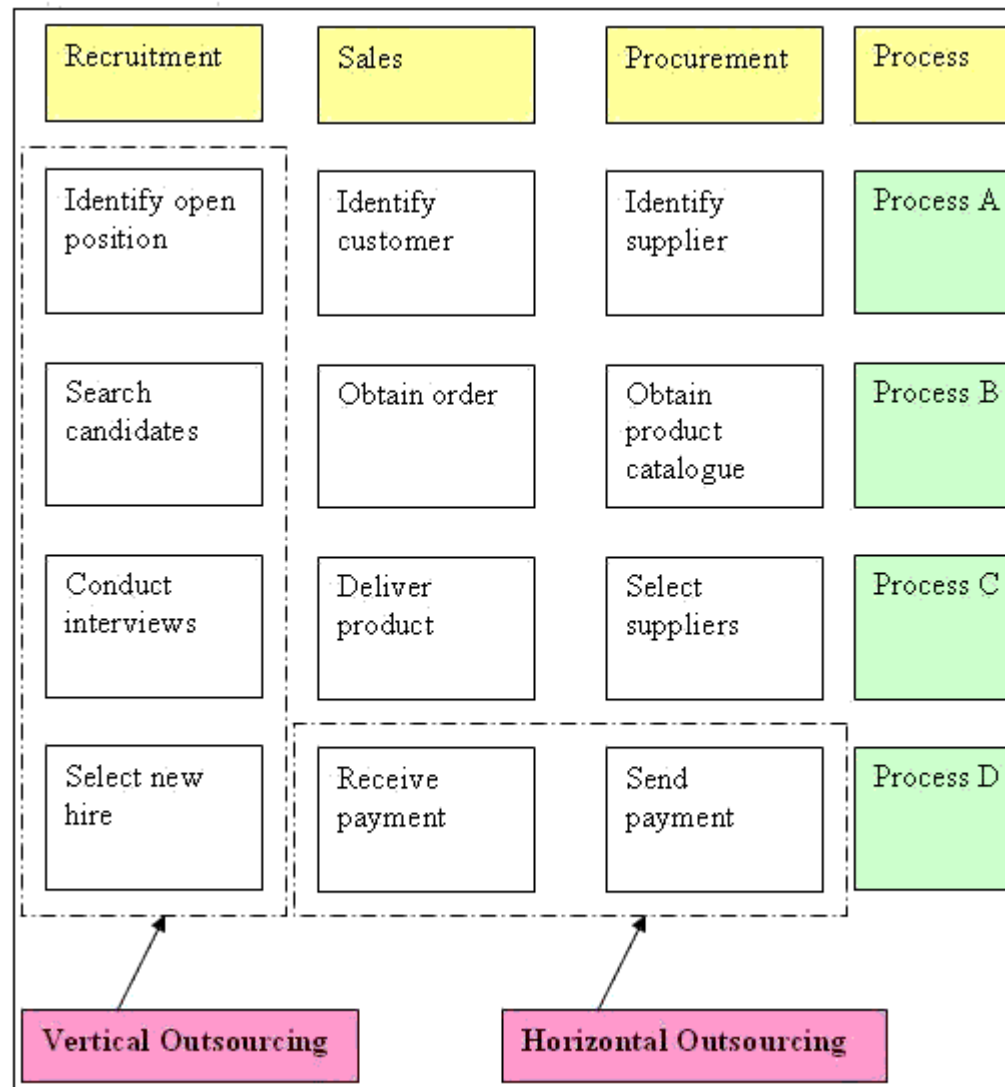 Recruitment
Sales
Procurement
Process
Identify open
position
Identify
customer
Identify
supplier
Process A
Search
candidates
Obtain order
Obtain
product
catalogue
Process B
Conduct
interviews
Deliver
product
Select
suppliers
Process C
Select new
hire
Receive
payment
Send
payment
Process D
Vertical Outsourcing
Horizontal Outsourcing